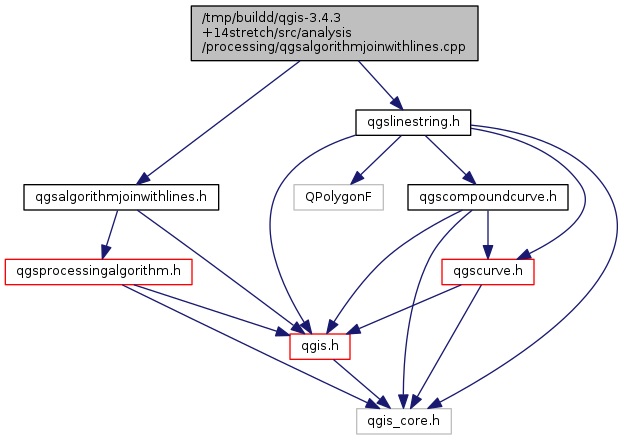 /tmp/buildd/qgis-3.4.3
+14stretch/src/analysis
/processing/qgsalgorithmjoinwithlines.cpp
qgslinestring.h
qgsalgorithmjoinwithlines.h
QPolygonF
qgscompoundcurve.h
qgsprocessingalgorithm.h
qgscurve.h
qgis.h
qgis_core.h